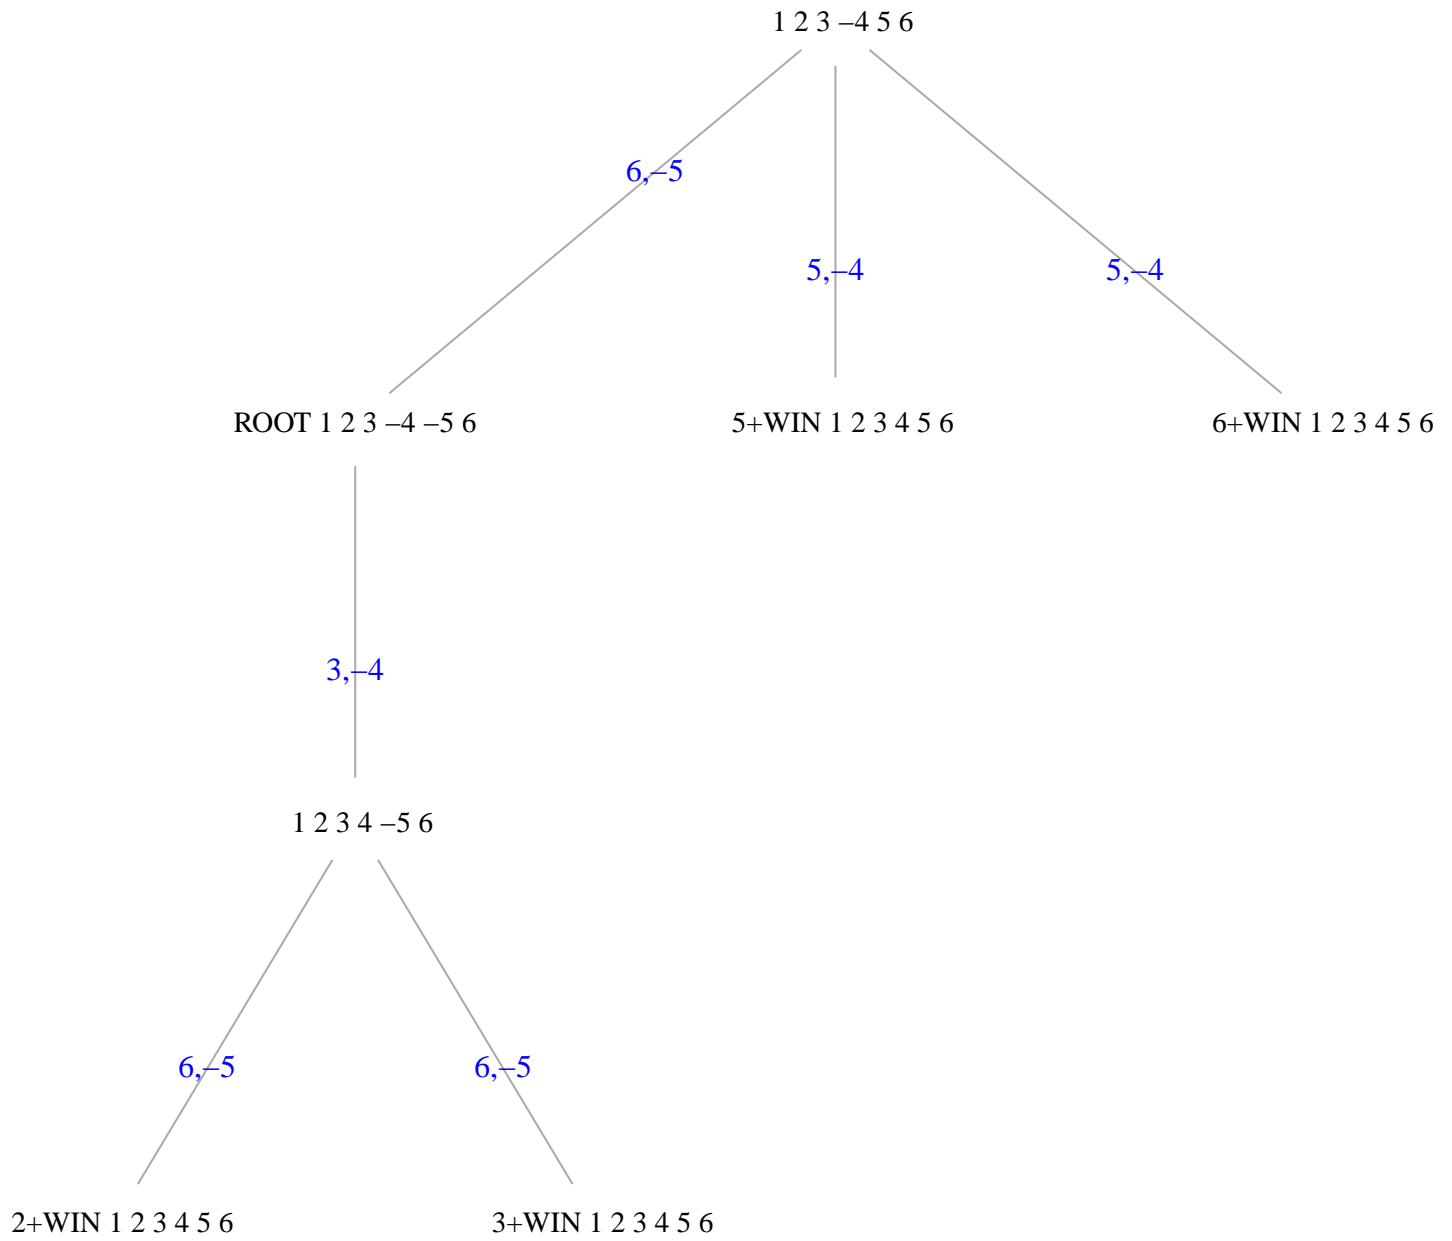 1 2 3 –4 5 6
6,–5
5,–4
5,–4
ROOT 1 2 3 –4 –5 6
5+WIN 1 2 3 4 5 6
6+WIN 1 2 3 4 5 6
3,–4
1 2 3 4 –5 6
6,–5
6,–5
2+WIN 1 2 3 4 5 6
3+WIN 1 2 3 4 5 6